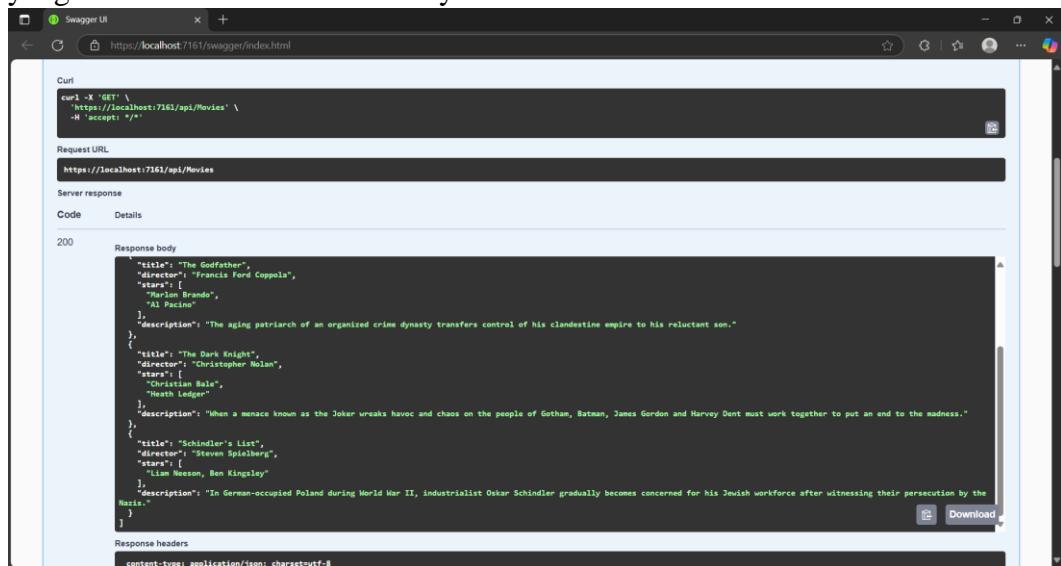 Swagger UI
https://localhost:7161/swagger/index.html
Curl
curl -X 'GET' \
'https://localhost:7161/api/Movies' \
-H 'accept: */*'
Request URL
https://localhost:7161/api/Movies
Server response
Code Details
200
Response body
"title": "The Godfather",
"director": "Francis Ford Coppola",
"stars": [
"Marlon Brando",
"Al Pacino"
],
"description": "The aging patriarch of an organized crime dynasty transfers control of his clandestine empire to his reluctant son."
},
{
"title": "The Dark Knight",
"director": "Christopher Nolan",
"stars": [
"Christian Bale",
"Heath Ledger"
],
"description": "When a menace known as the Joker wreaks havoc and chaos on the people of Gotham, Batman, James Gordon and Harvey Dent must work together to put an end to the madness."
},
{
"title": "Schindler's List",
"director": "Steven Spielberg",
"stars": [
"Liam Neeson, Ben Kingsley"
],
"description": "In German-occupied Poland during World War II, industrialist Oskar Schindler gradually becomes concerned for his Jewish workforce after witnessing their persecution by the
Nazis."
}
]
Download
Response headers
content-type: application/json; charset=utf-8